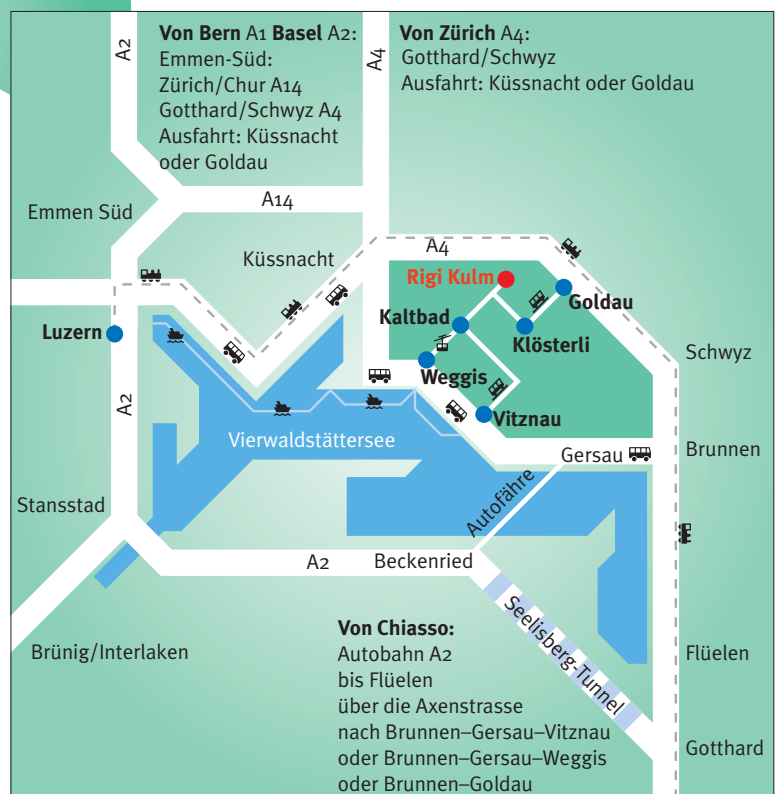 A2
Von Bern A1 Basel A2:
Emmen-Süd:
Zürich/Chur A14
Gotthard/Schwyz A4
Ausfahrt: Küssnacht
oder Goldau
A4
Von Zürich A4:
Gotthard/Schwyz
Ausfahrt: Küssnacht oder Goldau
Emmen Süd
A14
Küssnacht
A4
Rigi Kulm
Goldau
Kaltbad
Klösterli
Luzern
Weggis
Schwyz
A2
Vitznau
Vierwaldstättersee
Gersau
Brunnen
Stansstad
Autofähre
A2
Beckenried
Seelisberg-Tunnel
Brünig/Interlaken
Von Chiasso:
Autobahn A2
bis Flüelen
über die Axenstrasse
nach Brunnen–Gersau–Vitznau
oder Brunnen–Gersau–Weggis
oder Brunnen–Goldau
Flüelen
Gotthard